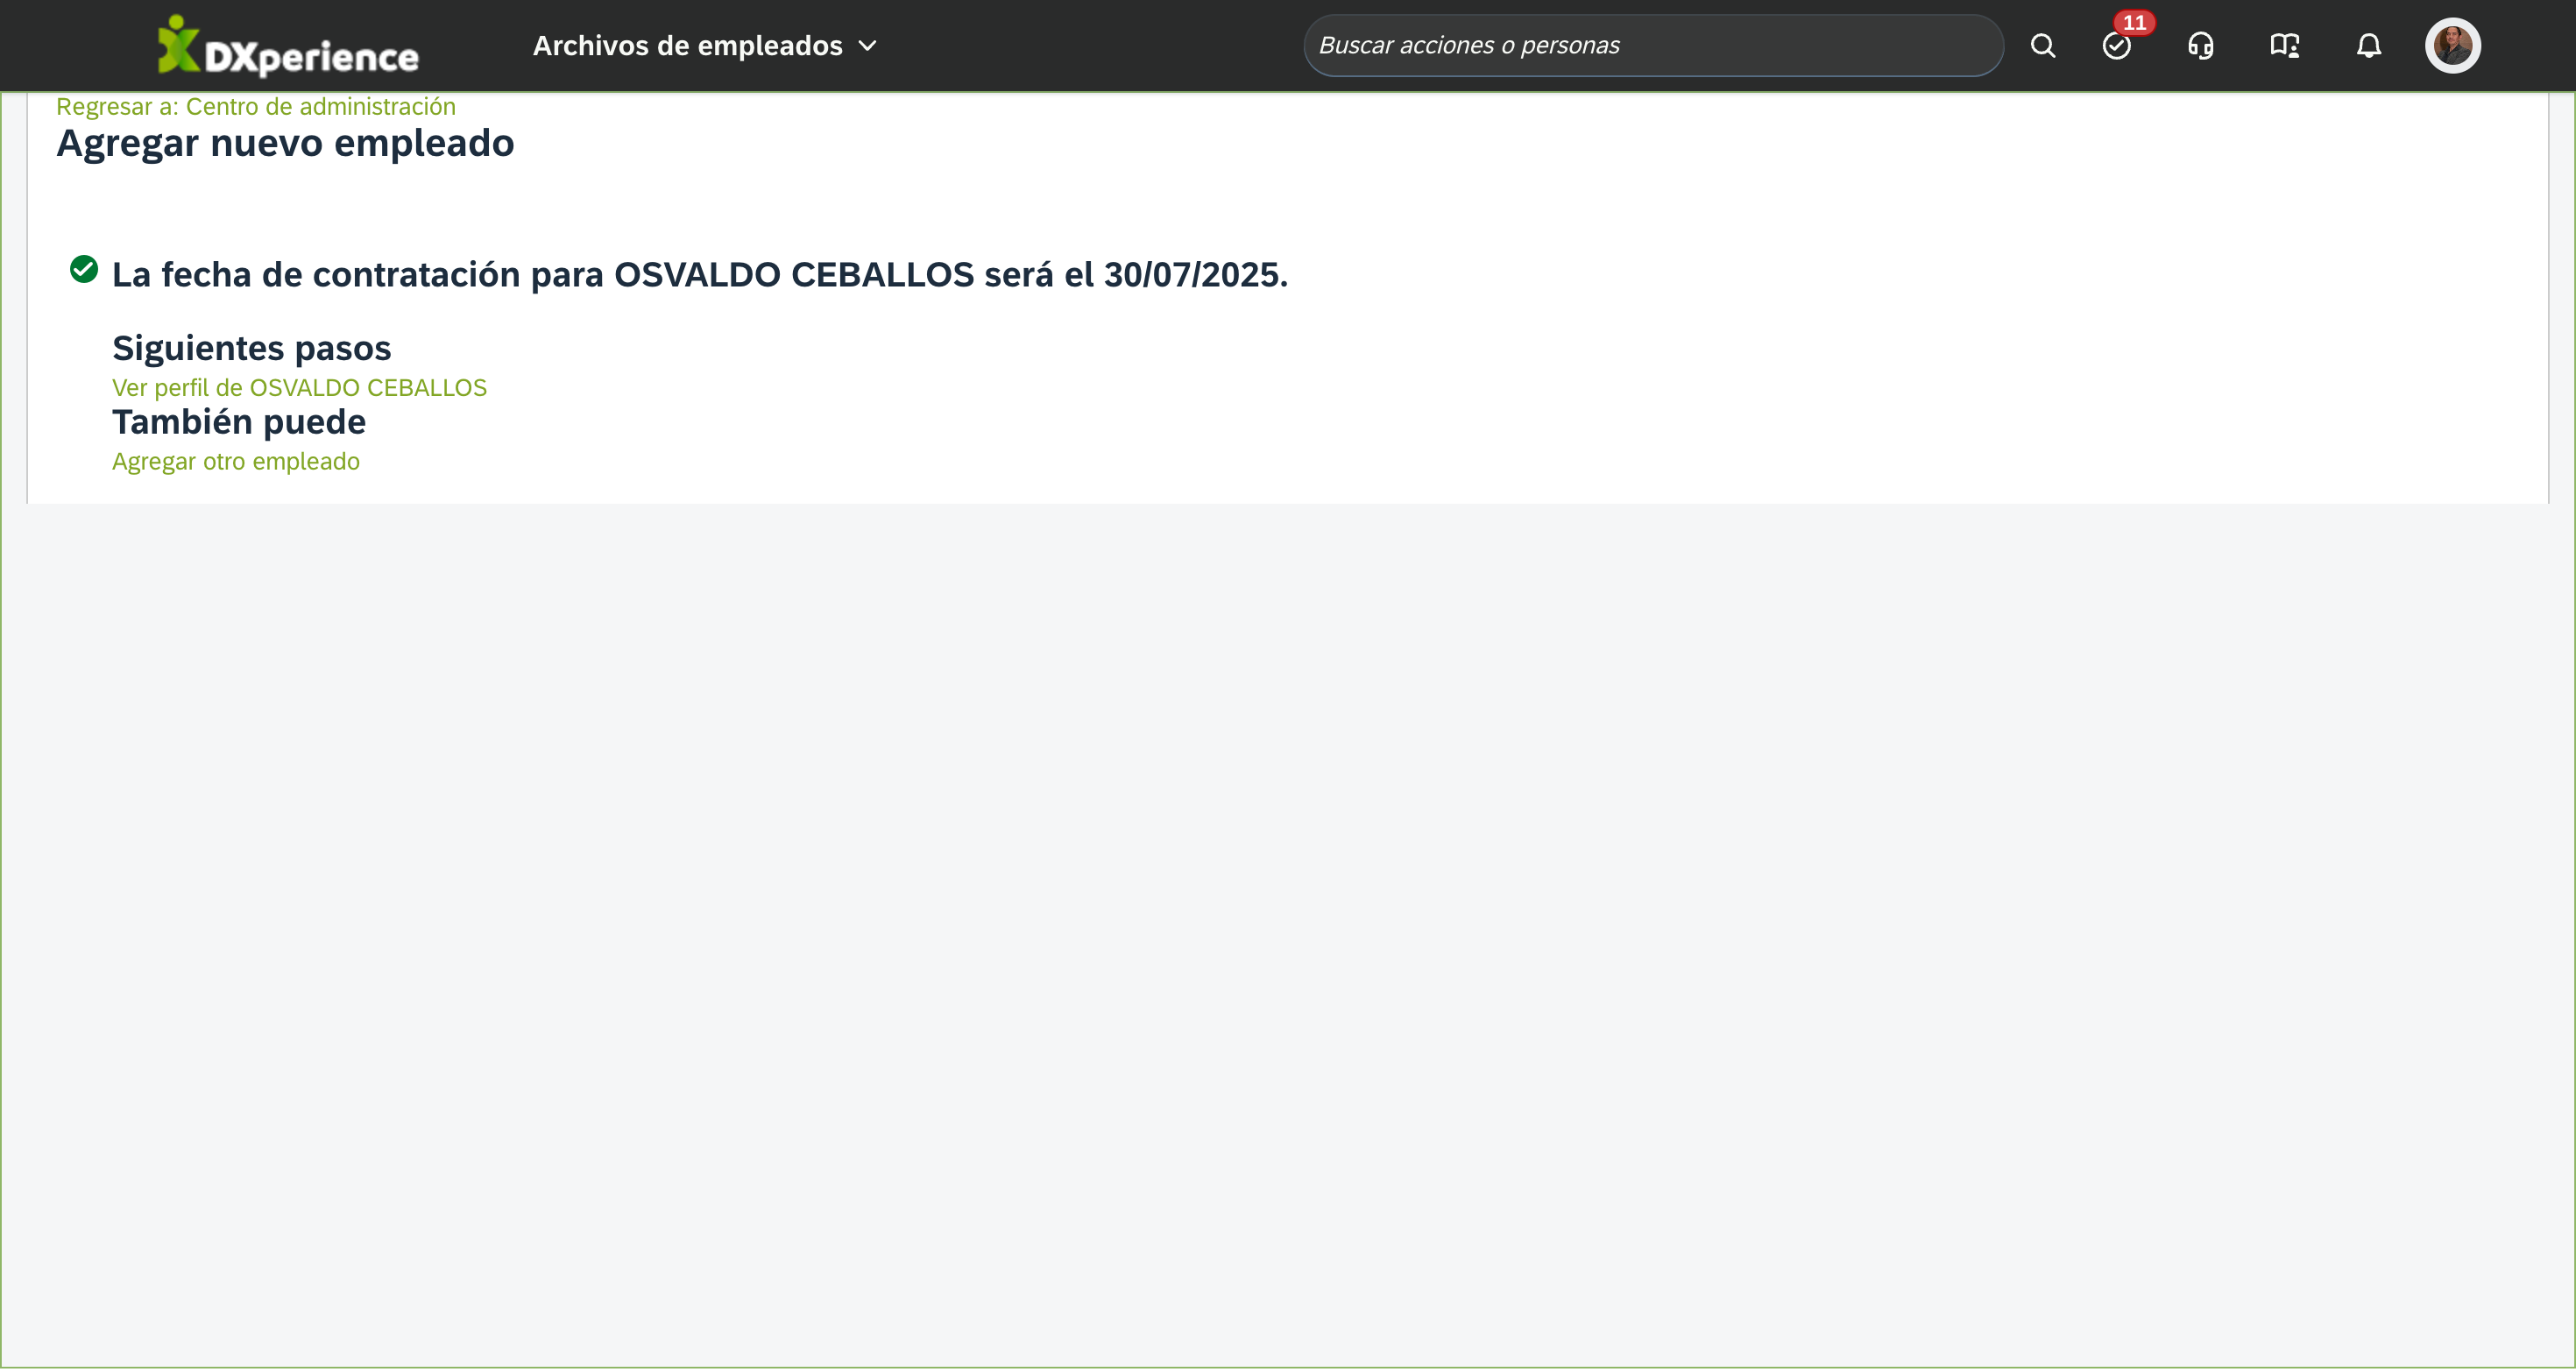 DXperience
Archivos de empleados
Buscar acciones o personas
11
Regresar a: Centro de administración
Agregar nuevo empleado
La fecha de contratación para OSVALDO CEBALLOS será el 30/07/2025.
Siguientes pasos
Ver perfil de OSVALDO CEBALLOS
También puede
Agregar otro empleado